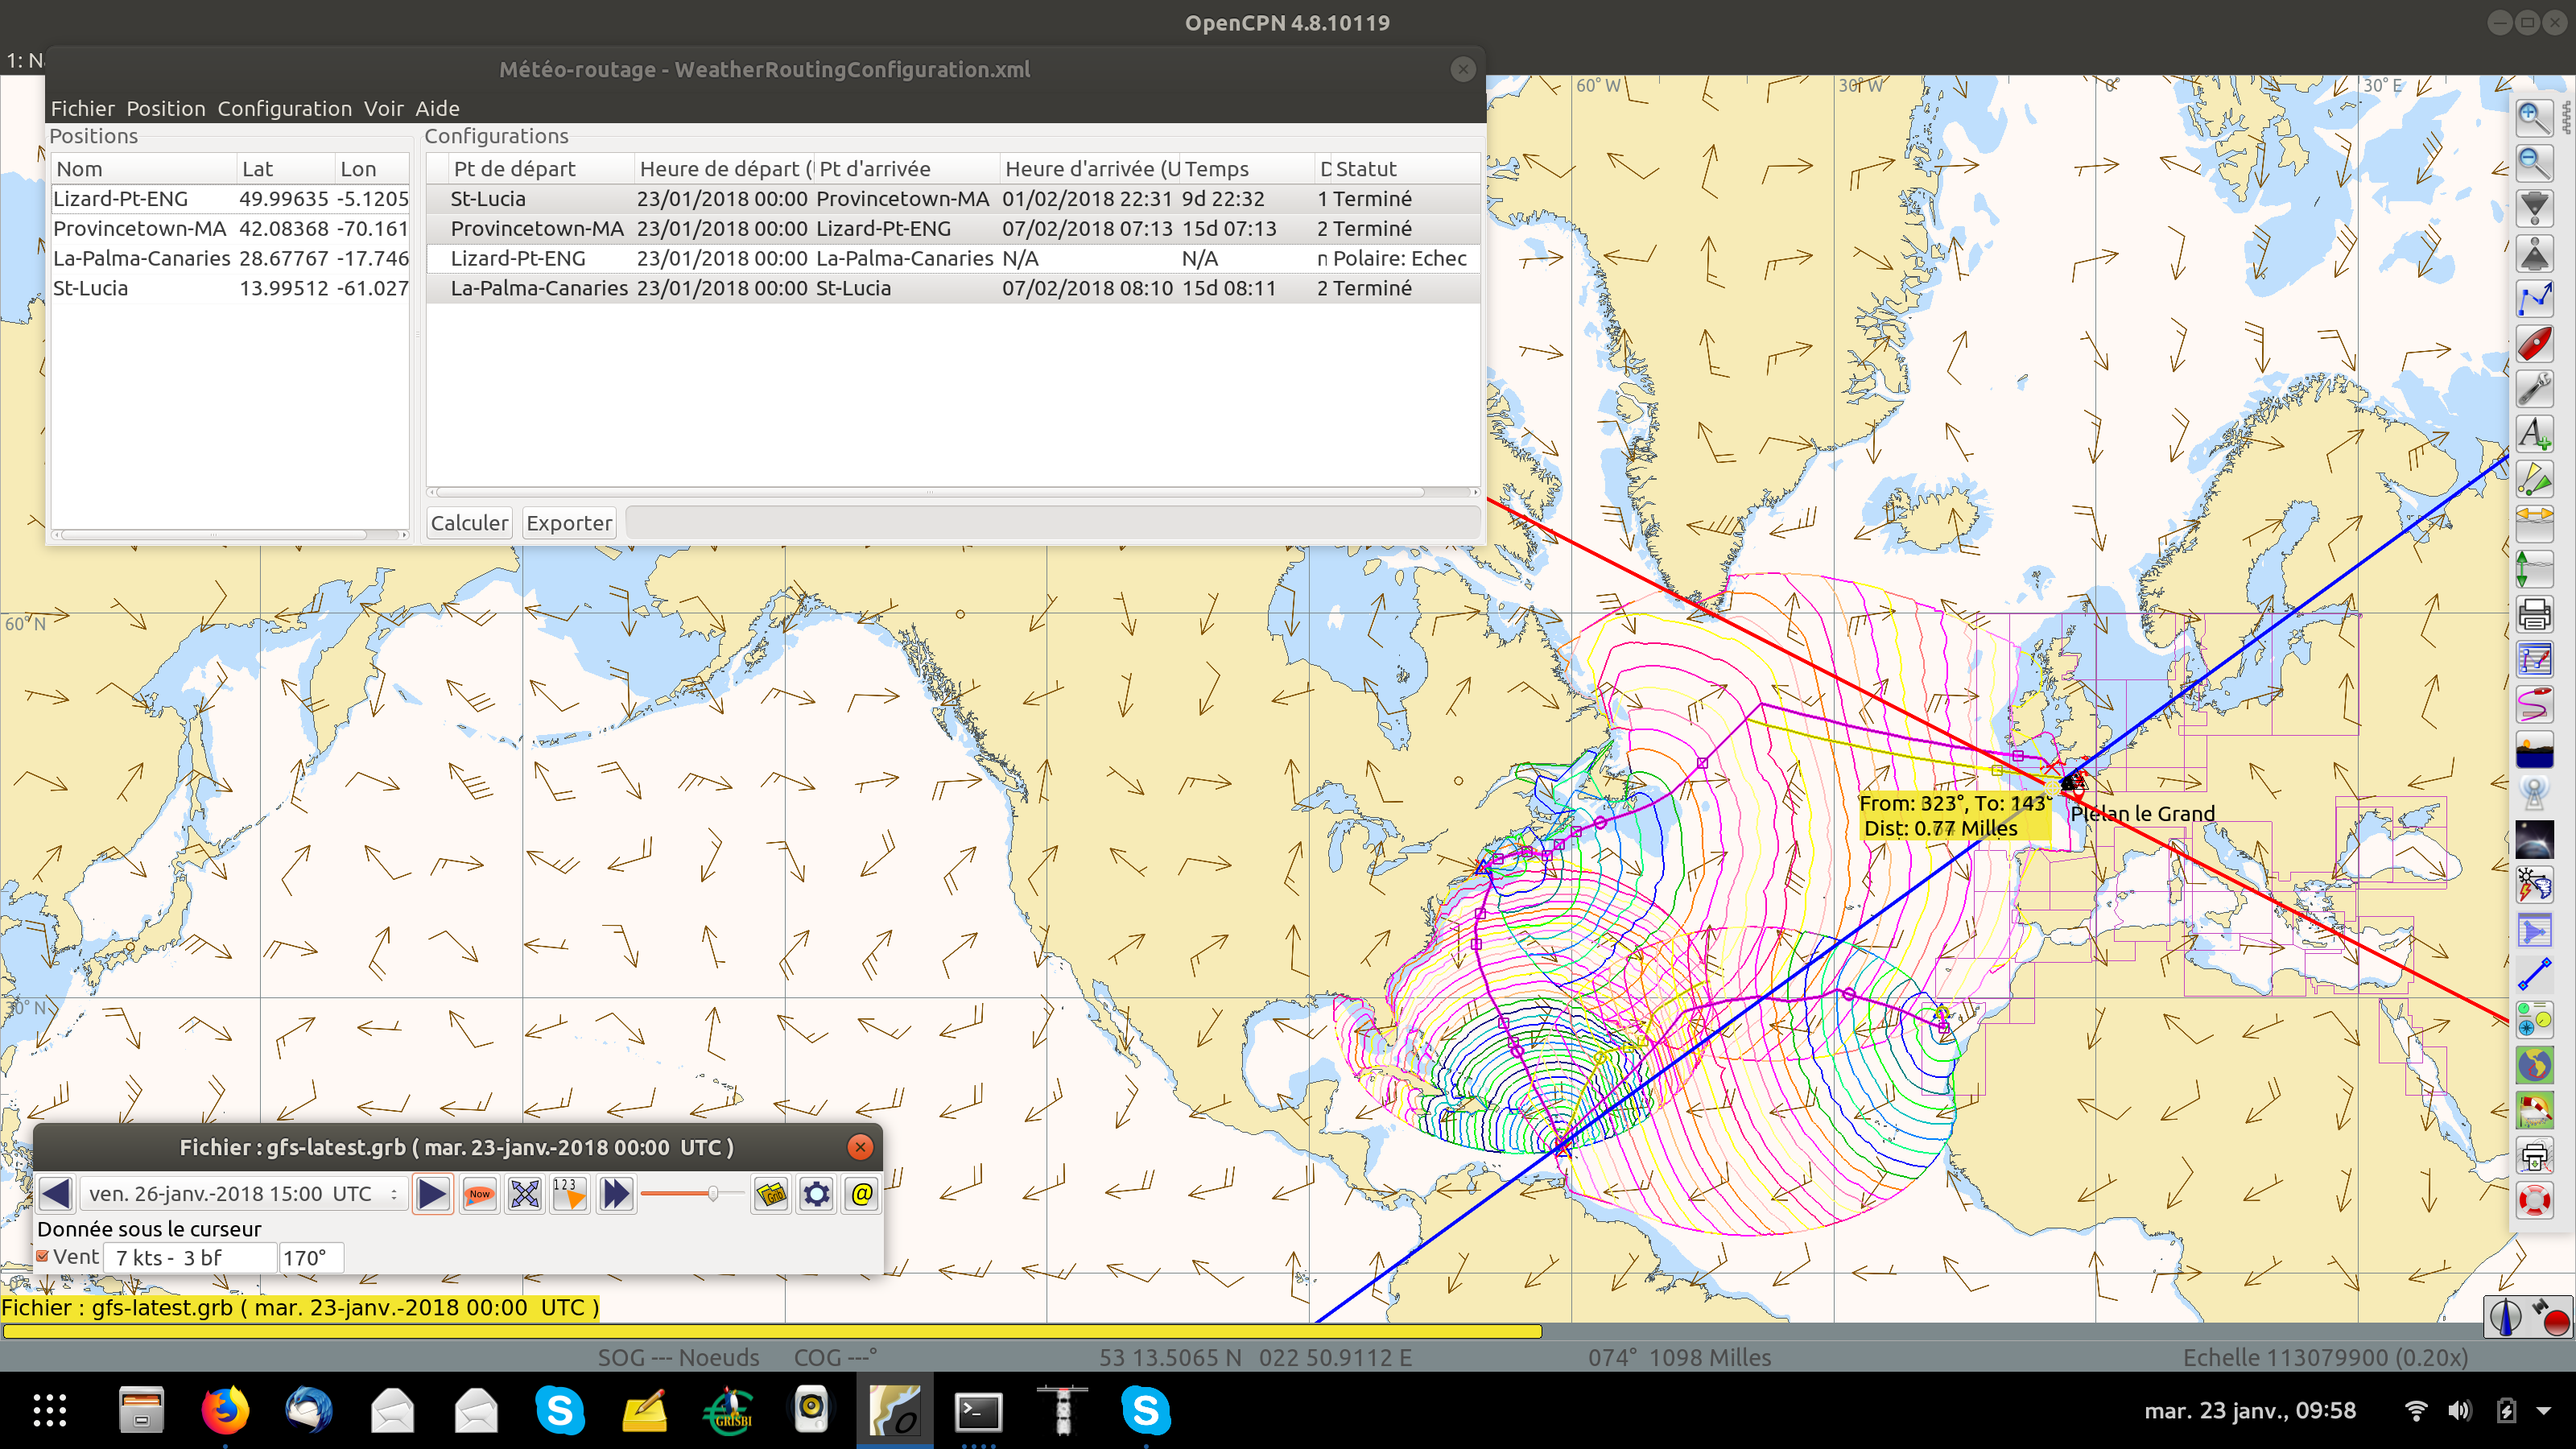 OpenCPN 4.8.10119
1: N
Météo-routage - WeatherRoutingConfiguration.xml
Fichier Position Configuration Voir Aide
Positions
Nom Lat Lon
Lizard-Pt-ENG 49.99635 -5.1205
Provincetown-MA 42.08368 -70.161
La-Palma-Canaries 28.67767 -17.746
St-Lucia 13.99512 -61.027
Configurations
Pt de départ Heure de départ ( Pt d'arrivée Heure d'arrivée (U Temps D Statut
St-Lucia 23/01/2018 00:00 Provincetown-MA 01/02/2018 22:31 9d 22:32 1 Terminé
Provincetown-MA 23/01/2018 00:00 Lizard-Pt-ENG 07/02/2018 07:13 15d 07:13 2 Terminé
Lizard-Pt-ENG 23/01/2018 00:00 La-Palma-Canaries N/A N/A n Polaire: Echec
La-Palma-Canaries 23/01/2018 00:00 St-Lucia 07/02/2018 08:10 15d 08:11 2 Terminé
Calculer Exporter
60° W 30° W 0° 30° E
60° N
From: 323°, To: 143°
Dist: 0.77 Milles
Plélan le Grand
30° N
Fichier : gfs-latest.grb ( mar. 23-janv.-2018 00:00 UTC )
ven. 26-janv.-2018 15:00 UTC
Now
1 2 3
Grib
@
Donnée sous le curseur
Vent 7 kts - 3 bf 170°
Fichier : gfs-latest.grb ( mar. 23-janv.-2018 00:00 UTC )
SOG --- Noeuds COG ---° 53 13.5065 N 022 50.9112 E 074° 1098 Milles Echelle 113079900 (0.20x)
GRISBI
mar. 23 janv., 09:58